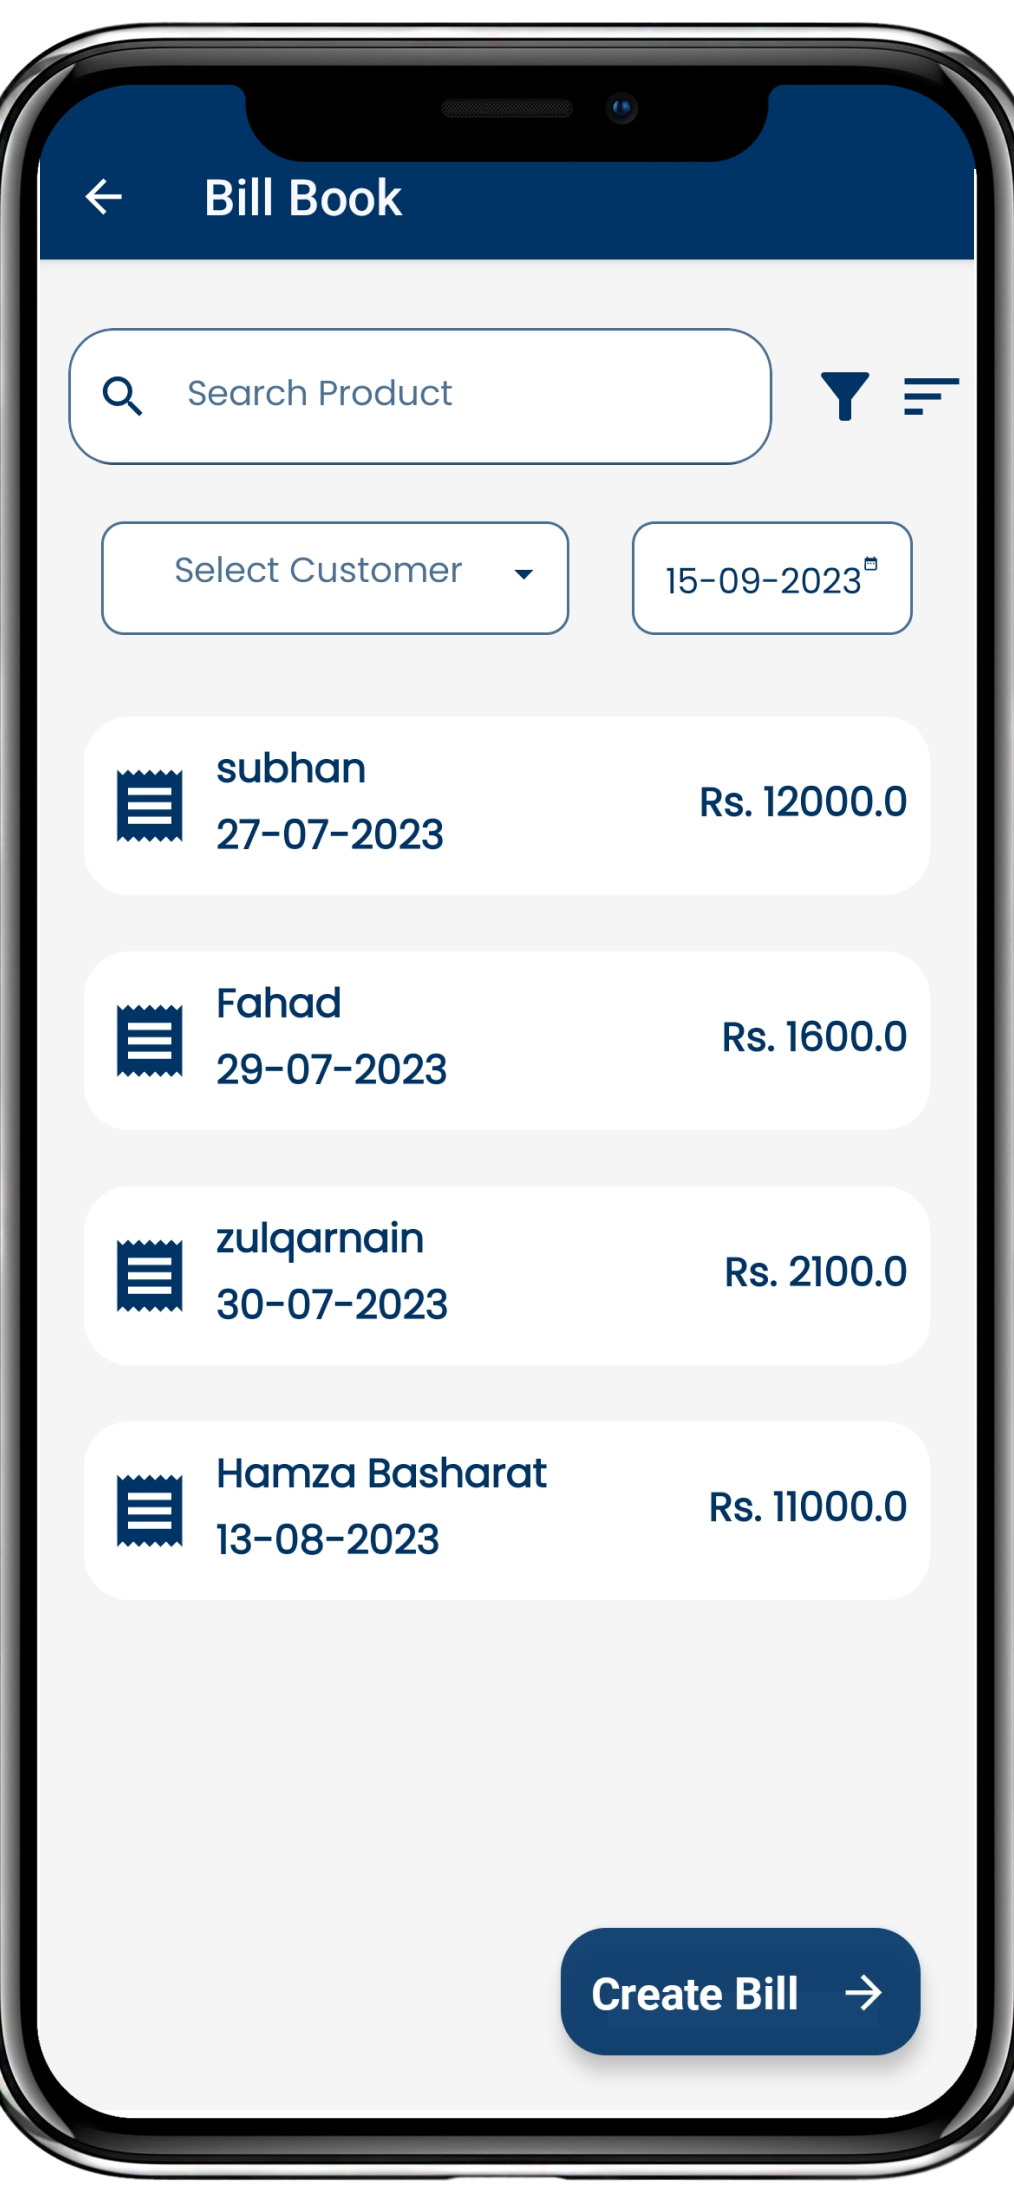 Bill Book
Search Product
Select Customer
15-09-2023
subhan
27-07-2023
Rs. 12000.0
Fahad
29-07-2023
Rs. 1600.0
zulqarnain
30-07-2023
Rs. 2100.0
Hamza Basharat
13-08-2023
Rs. 11000.0
Create Bill